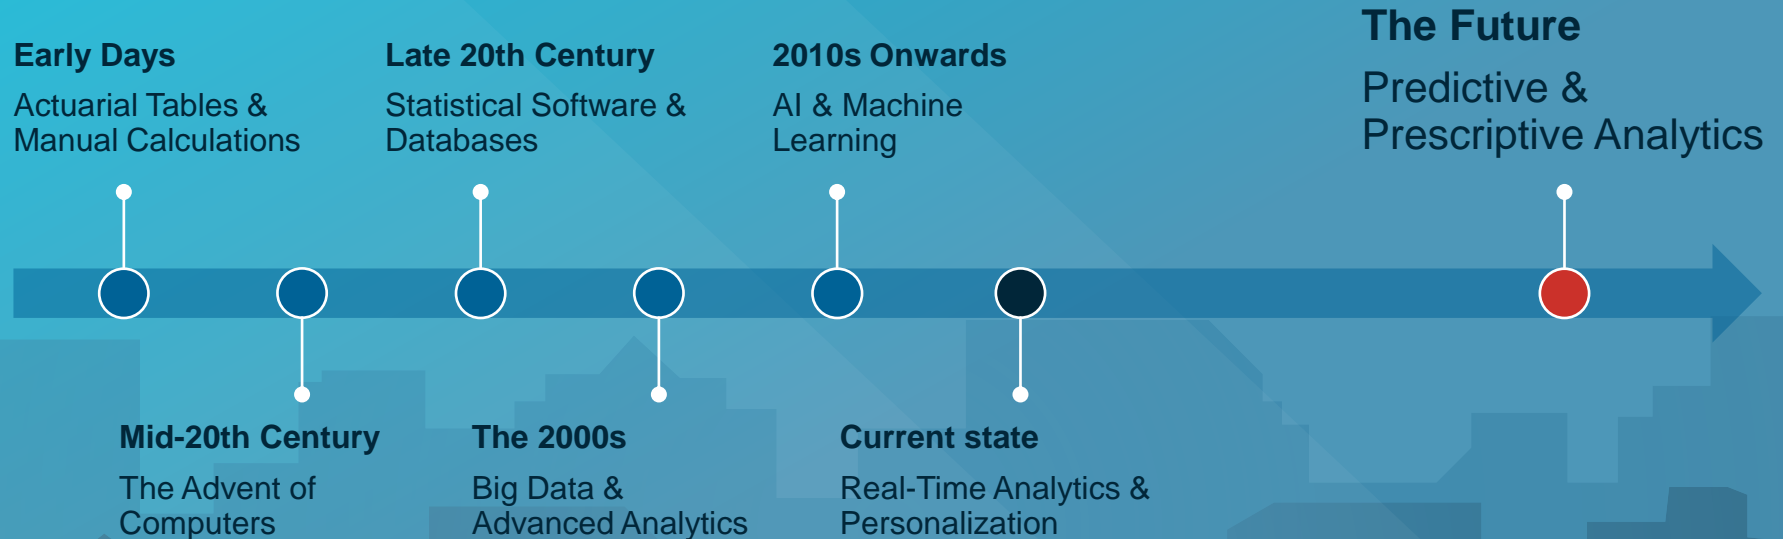 Early Days
Actuarial Tables &
Manual Calculations
Mid-20th Century
The Advent of
Computers
Late 20th Century
Statistical Software &
Databases
The 2000s
Big Data &
Advanced Analytics
2010s Onwards
AI & Machine
Learning
Current state
Real-Time Analytics &
Personalization
The Future
Predictive &
Prescriptive Analytics